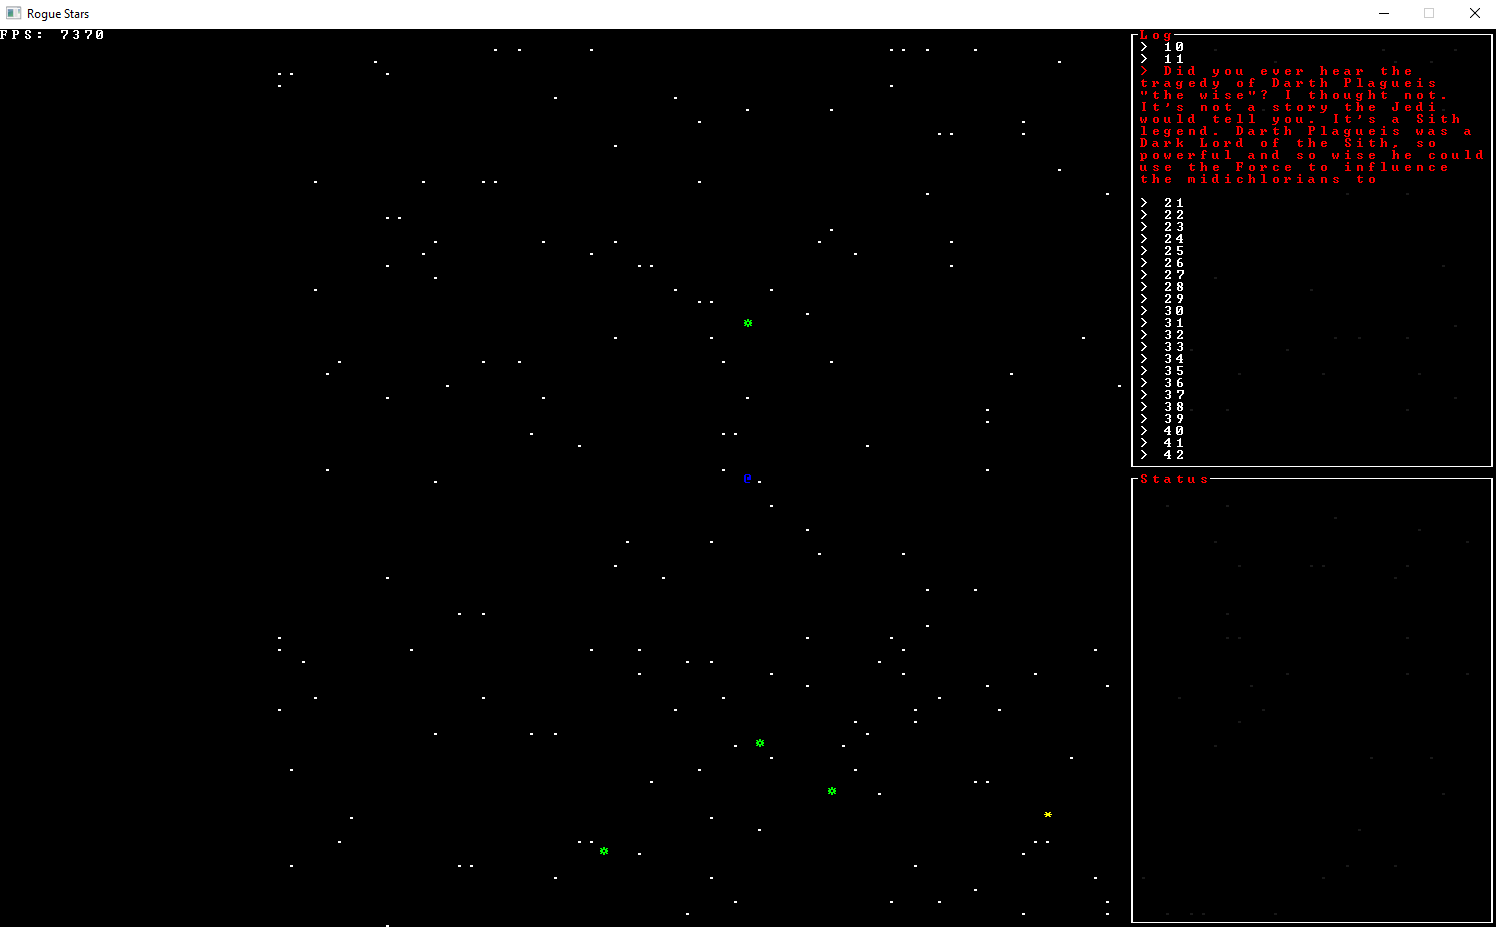 Rogue Stars
FPS: 7370
Log
> 10
> 11
> Did you ever hear the
tragedy of Darth Plagueis
"the wise"? I thought not.
It's not a story the Jedi
would tell you. It's a Sith
legend. Darth Plagueis was a
Dark Lord of the Sith, so
powerful and so wise he could
use the Force to influence
the midichlorians to
> 21
> 22
> 23
> 24
> 25
> 26
> 27
> 28
> 29
> 30
> 31
> 32
> 33
> 34
> 35
> 36
> 37
> 38
> 39
> 40
> 41
> 42
@
Status